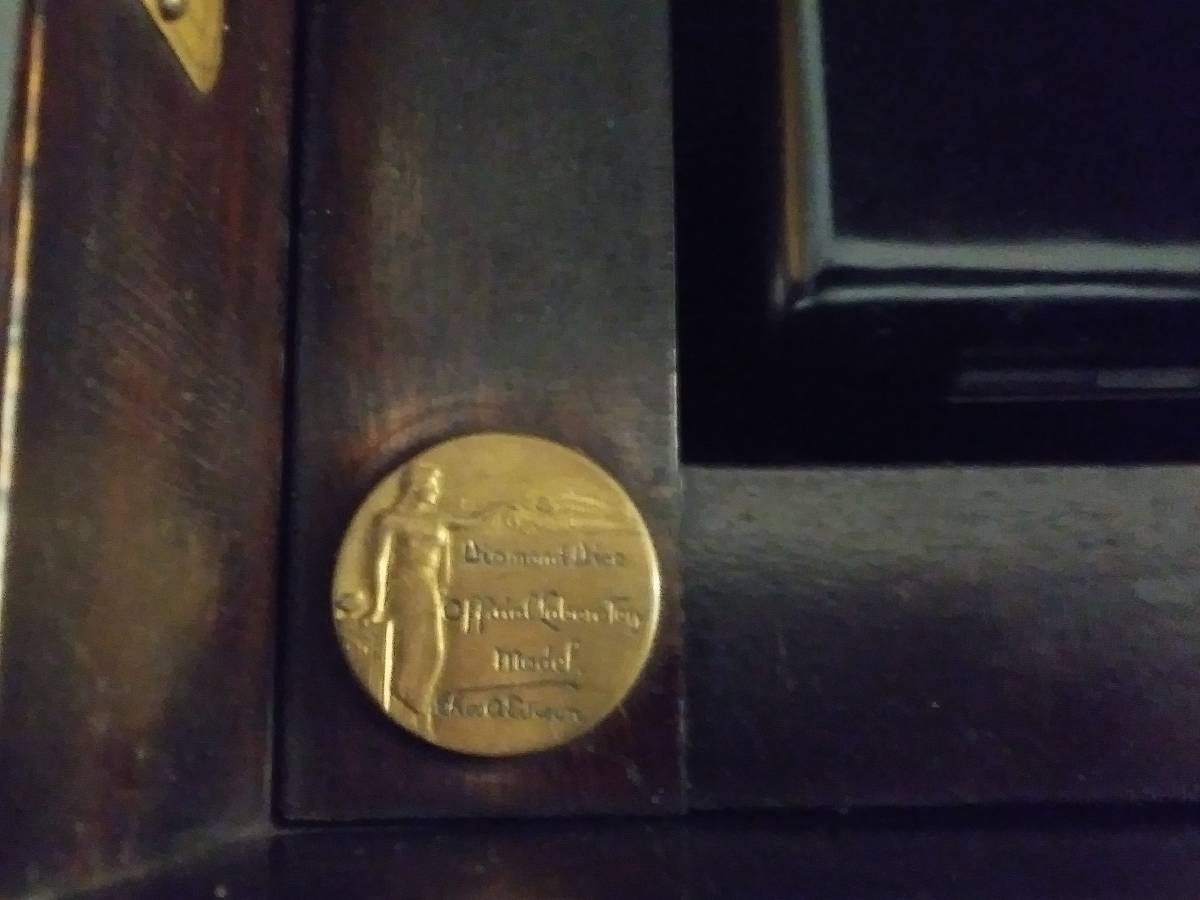 Diamond Disc
Official Laboratory
Model
Thos A Edison